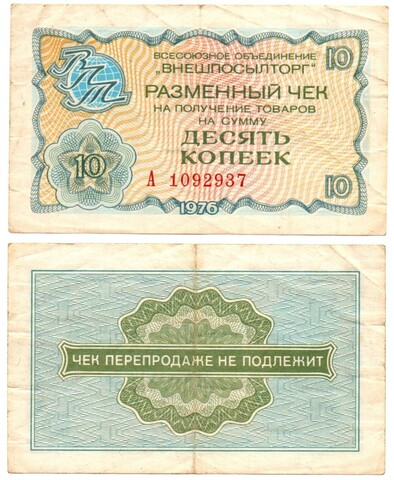 ВПТ
ВСЕСОЮЗНОЕ ОБЪЕДИНЕНИЕ
„ВНЕШПОСЫЛТОРГ"
10
РАЗМЕННЫЙ ЧЕК
НА ПОЛУЧЕНИЕ ТОВАРОВ
НА СУММУ
ДЕСЯТЬ
КОПЕЕК
10
А 1092937
10
1976
ЧЕК ПЕРЕПРОДАЖЕ НЕ ПОДЛЕЖИТ